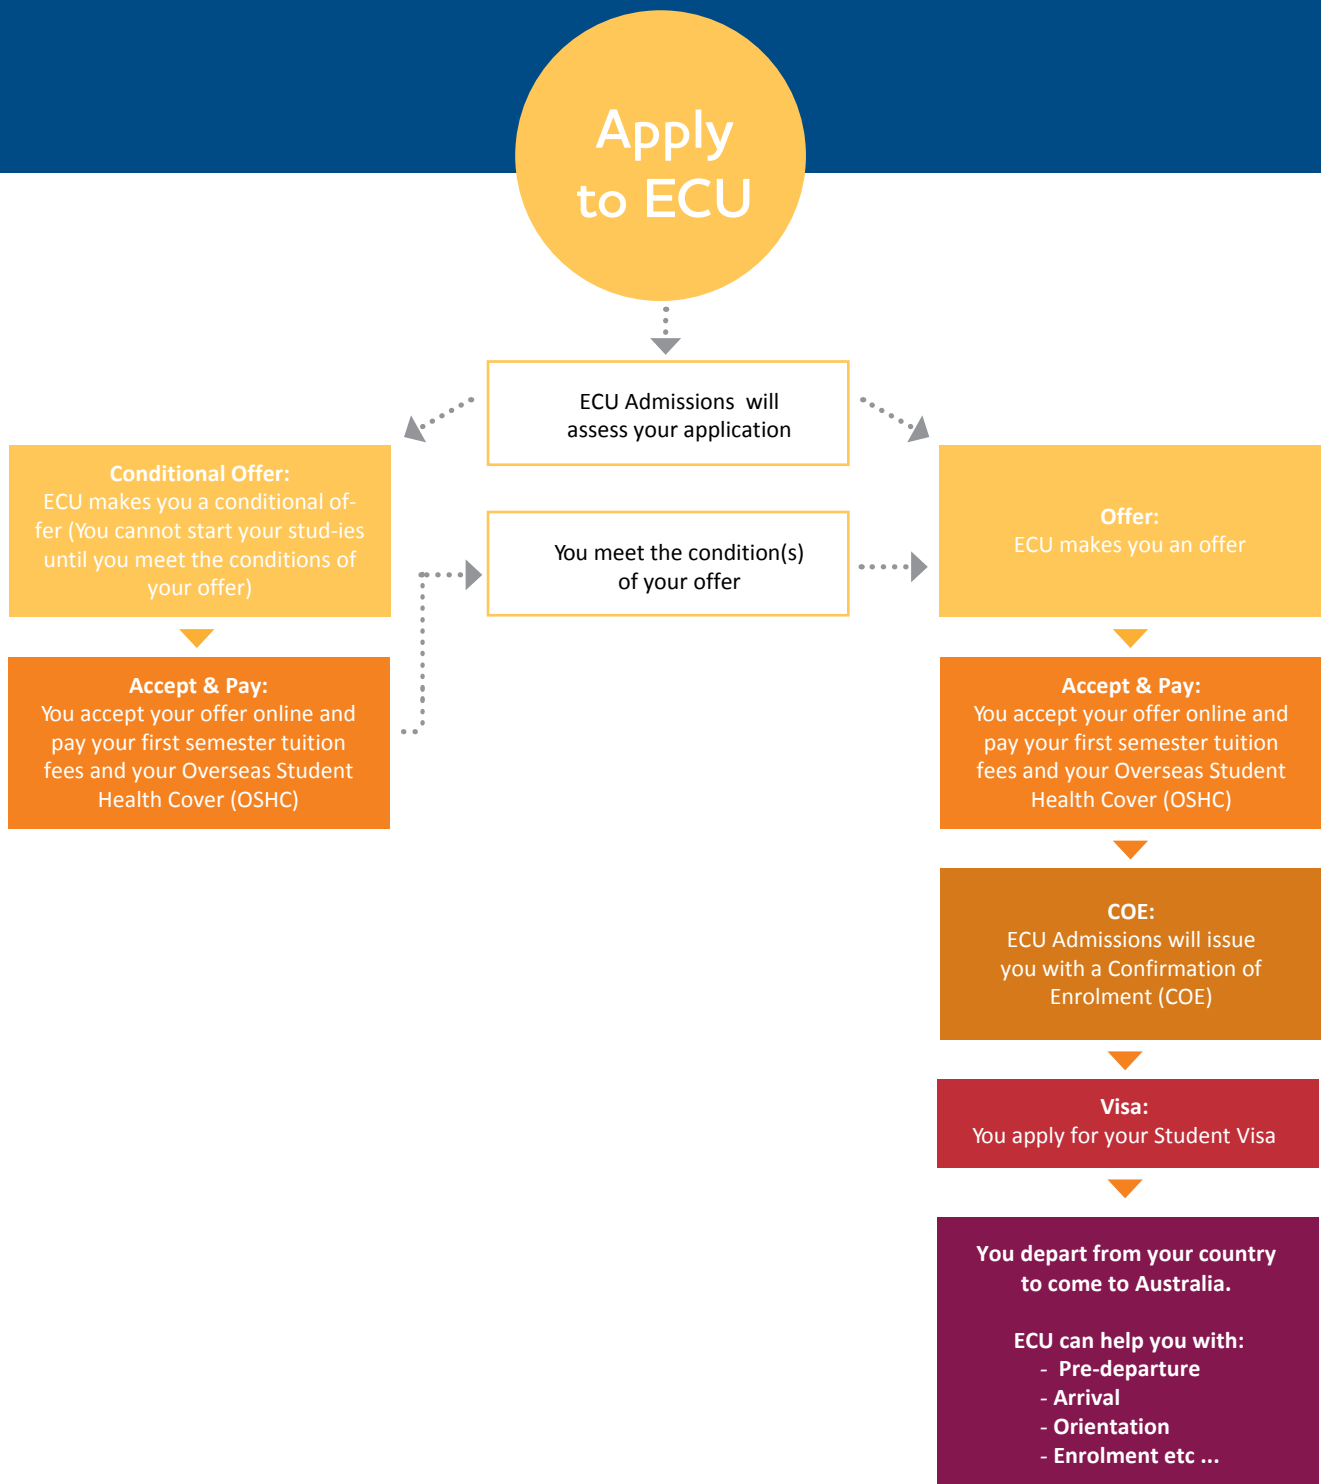 Apply
to ECU
ECU Admissions will
assess your application
Conditional Offer:
ECU makes you a conditional of-
fer (You cannot start your stud-ies
until you meet the conditions of
your offer)
You meet the condition(s)
of your offer
Offer:
ECU makes you an offer
Accept & Pay:
You accept your offer online and
pay your first semester tuition
fees and your Overseas Student
Health Cover (OSHC)
Accept & Pay:
You accept your offer online and
pay your first semester tuition
fees and your Overseas Student
Health Cover (OSHC)
COE:
ECU Admissions will issue
you with a Confirmation of
Enrolment (COE)
Visa:
You apply for your Student Visa
You depart from your country
to come to Australia.
ECU can help you with:
- Pre-departure
- Arrival
- Orientation
- Enrolment etc ...